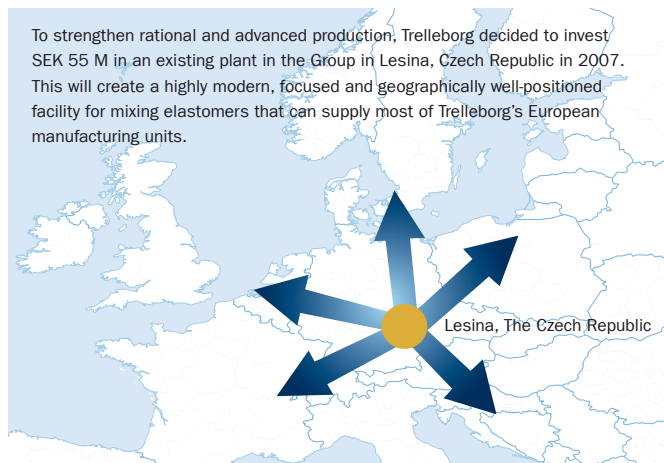 To strengthen rational and advanced production, Trelleborg decided to invest
SEK 55 M in an existing plant in the Group in Lesina, Czech Republic in 2007.
This will create a highly modern, focused and geographically well-positioned
facility for mixing elastomers that can supply most of Trelleborg’s European
manufacturing units.
Lesina, The Czech Republic